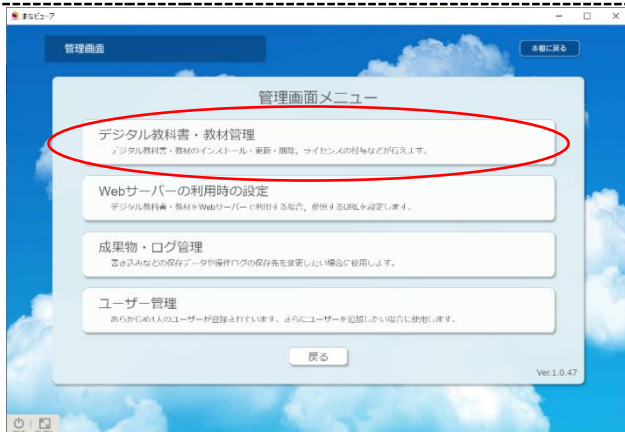 まなビューア
管理画面
本棚に戻る
管理画面メニュー
デジタル教科書・教材管理
デジタル教科書・教材のインストール・更新・削除，ライセンスの付与などが行えます。
Webサーバーの利用時の設定
デジタル教科書・教材をWebサーバーで利用する場合，参照するURLを設定します。
成果物・ログ管理
書き込みなどの保存データや操作ログの保存先を変更したい場合に使用します。
ユーザー管理
あらかじめ1人のユーザーが登録されています。さらにユーザーを追加したい場合に使用します。
戻る
Ver.1.0.47